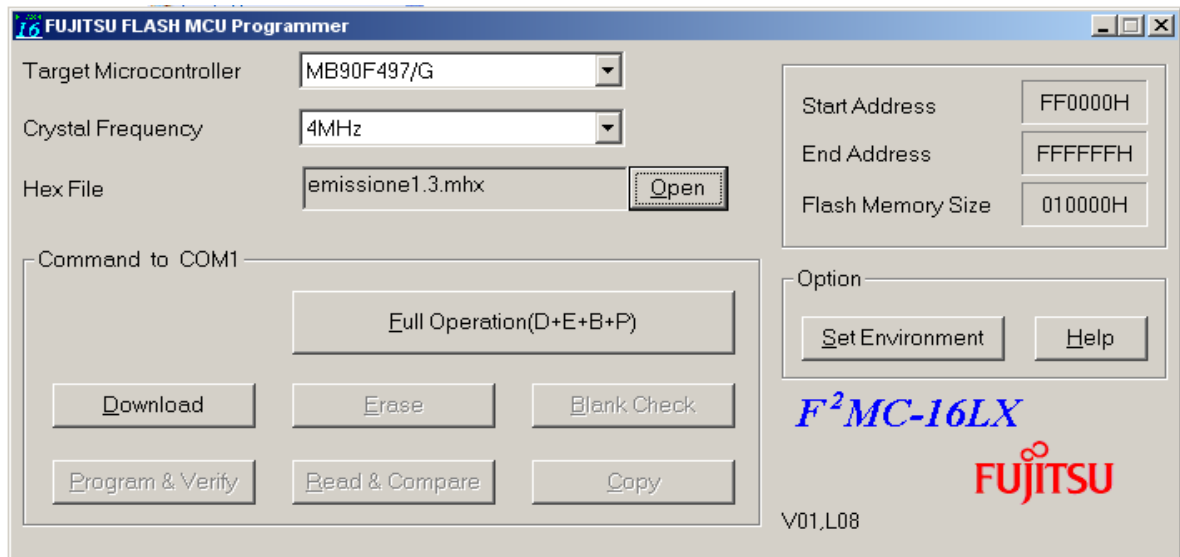 16 FUJITSU FLASH MCU Programmer
Target Microcontroller MB90F497/G
Crystal Frequency 4MHz
Hex File emissione1.3.mhx Open
Start Address FF0000H
End Address FFFFFFH
Flash Memory Size 010000H
Command to COM1
Full Operation(D+E+B+P)
Download Erase Blank Check
Program & Verify Read & Compare Copy
Option
Set Environment Help
F²MC-16LX
FUJITSU
V01,L08